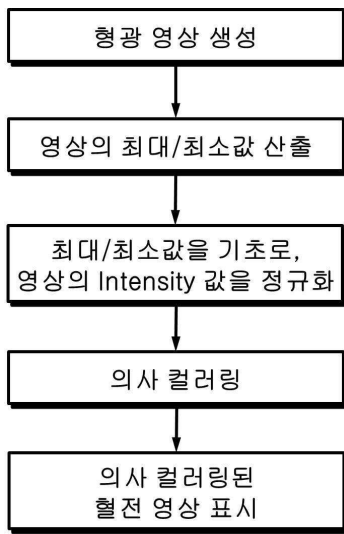 형광 영상 생성
영상의 최대/최소값 산출
최대/최소값을 기초로,
영상의 Intensity 값을 정규화
의사 컬러링
의사 컬러링된
혈전 영상 표시